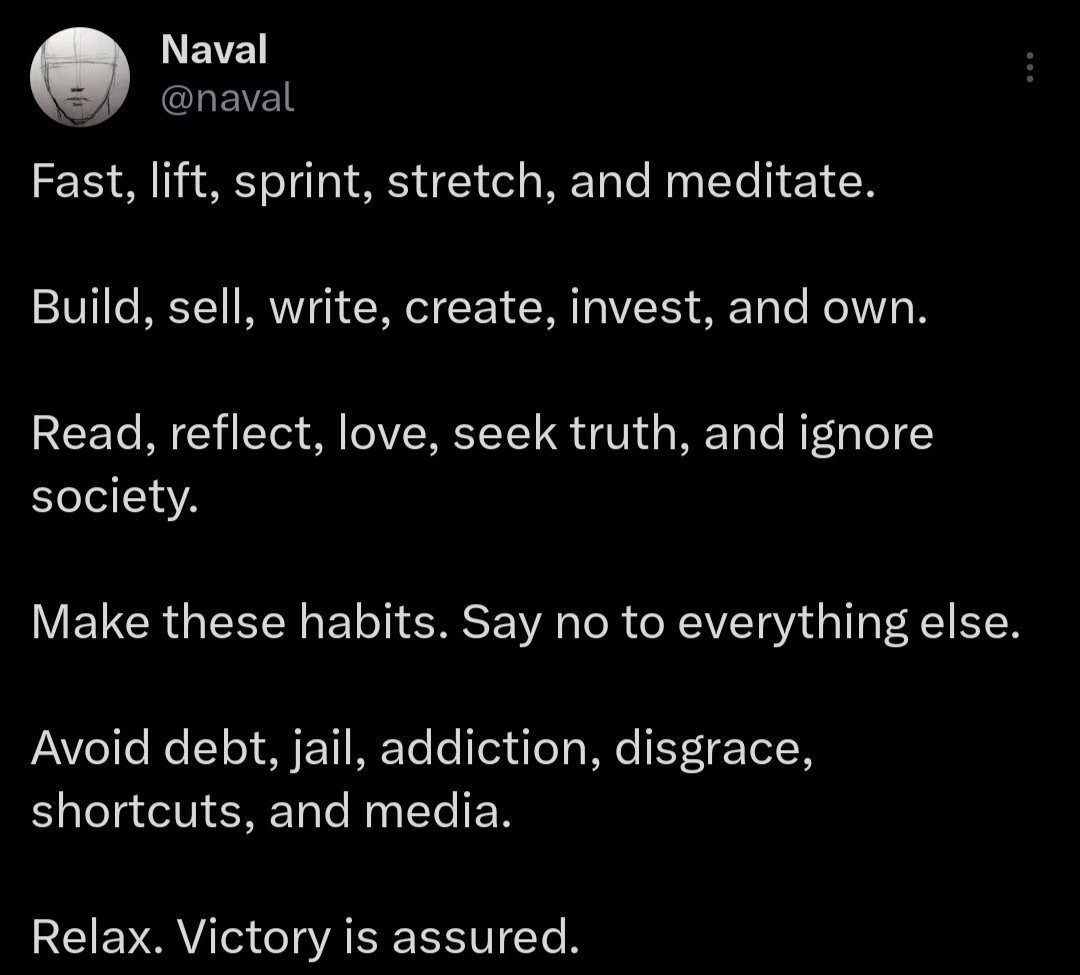 Naval
@naval
Fast, lift, sprint, stretch, and meditate.
Build, sell, write, create, invest, and own.
Read, reflect, love, seek truth, and ignore
society.
Make these habits. Say no to everything else.
Avoid debt, jail, addiction, disgrace,
shortcuts, and media.
Relax. Victory is assured.